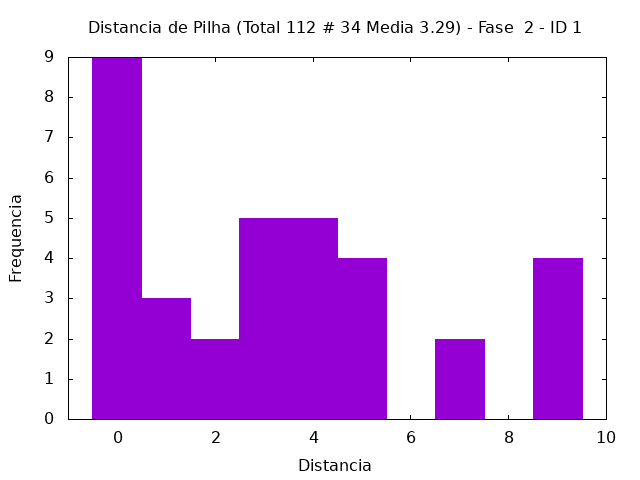 Distancia de Pilha (Total 112 # 34 Media 3.29) - Fase  2 - ID 1
9
8
7
6
5
4
3
2
1
0
Frequencia
0 2 4 6 8 10
Distancia